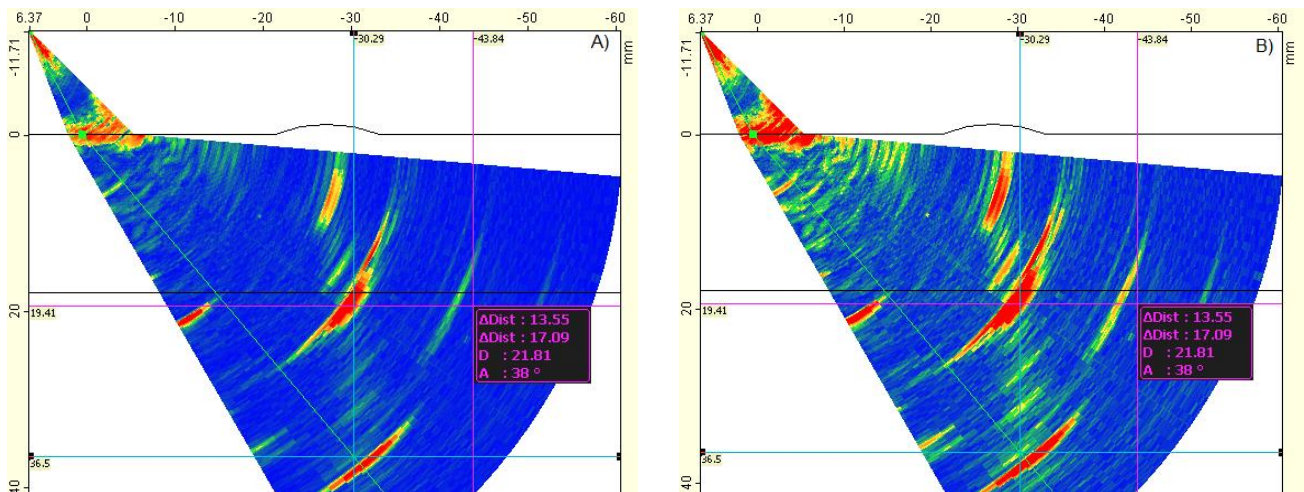 6.37 0 -10 -20 -30 -40 -50 -60
-11.71
-30.29
-43.84
A)
mm
0
20
19.41
ΔDist : 13.55
ΔDist : 17.09
D : 21.81
A : 38 °
36.5
40
6.37 0 -10 -20 -30 -40 -50 -60
-11.71
-30.29
-43.84
B)
mm
0
20
19.41
ΔDist : 13.55
ΔDist : 17.09
D : 21.81
A : 38 °
36.5
40